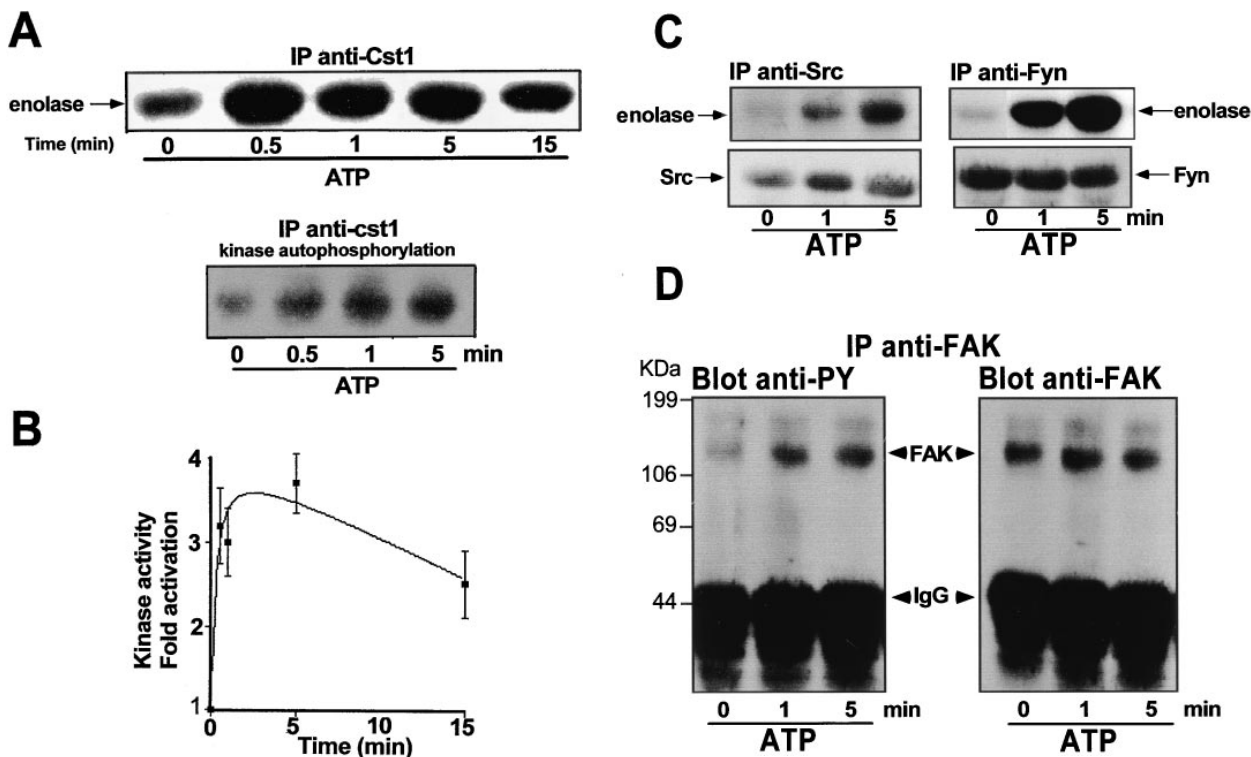 A
IP anti-Cst1
enolase
Time (min) 0 0.5 1 5 15
ATP
IP anti-cst1
kinase autophosphorylation
0 0.5 1 5 min
ATP
B
Kinase activity
Fold activation
4
3
2
1
0 5 10 15
Time (min)
C
IP anti-Src IP anti-Fyn
enolase enolase
Src Fyn
0 1 5 0 1 5 min
ATP ATP
D
IP anti-FAK
KDa Blot anti-PY Blot anti-FAK
199
FAK
106
69
IgG
44
0 1 5 0 1 5 min
ATP ATP